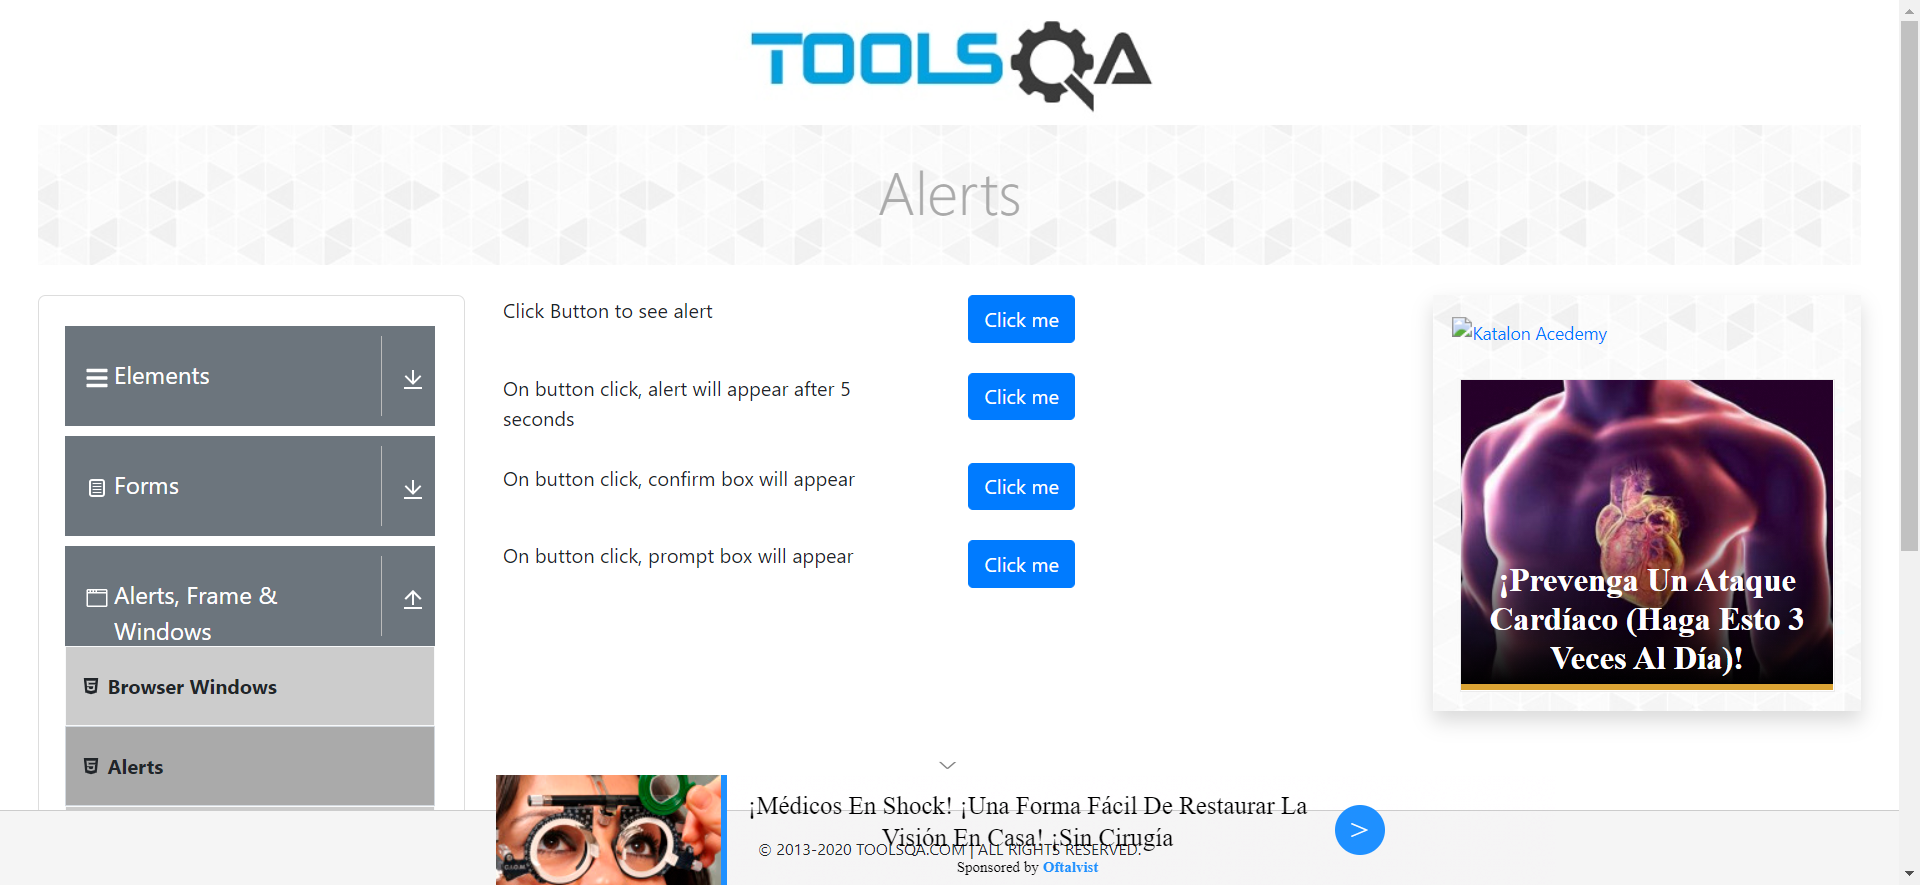 TOOLSQA
Alerts
Elements
Forms
Alerts, Frame &
Windows
Browser Windows
Alerts
Click Button to see alert
Click me
On button click, alert will appear after 5
seconds
Click me
On button click, confirm box will appear
Click me
On button click, prompt box will appear
Click me
Katalon Acedemy
¡Prevenga Un Ataque
Cardíaco (Haga Esto 3
Veces Al Día)!
¡Médicos En Shock! ¡Una Forma Fácil De Restaurar La
Visión En Casa! ¡Sin Cirugía
© 2013-2020 TOOLSQA.COM | ALL RIGHTS RESERVED.
Sponsored by Oftalvist